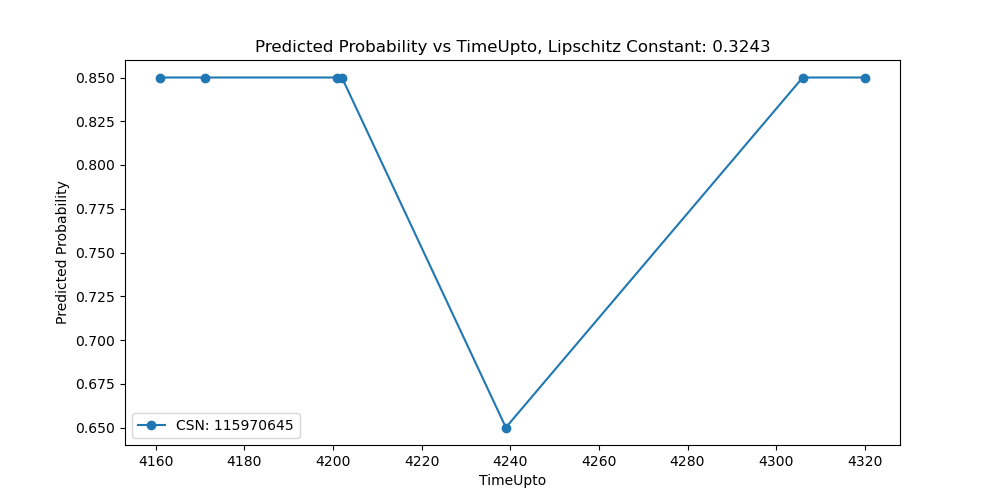 Predicted Probability vs TimeUpto, Lipschitz Constant: 0.3243
0.850
0.825
0.800
0.775
0.750
0.725
0.700
0.675
0.650
Predicted Probability
CSN: 115970645
4160 4180 4200 4220 4240 4260 4280 4300 4320
TimeUpto